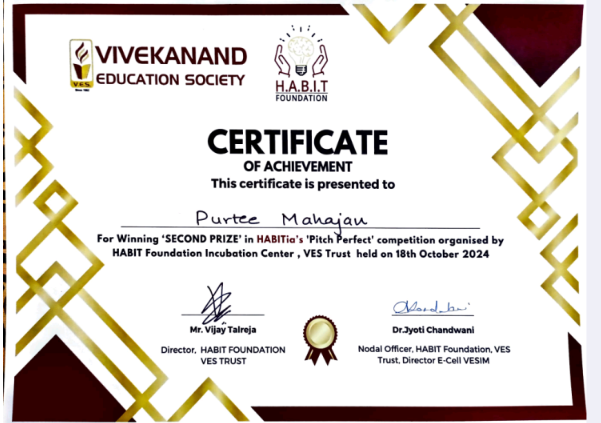 VIVEKANAND
EDUCATION SOCIETY
V.E.S.
Since 1962
H.A.B.I.T
FOUNDATION
CERTIFICATE
OF ACHIEVEMENT
This certificate is presented to
Purtee Mahajan
For Winning ‘SECOND PRIZE’ in HABITia's 'Pitch Perfect' competition organised by
HABIT Foundation Incubation Center , VES Trust held on 18th October 2024
Mr. Vijay Talreja
Dr.Jyoti Chandwani
Director, HABIT FOUNDATION
VES TRUST
Nodal Officer, HABIT Foundation, VES
Trust, Director E-Cell VESIM